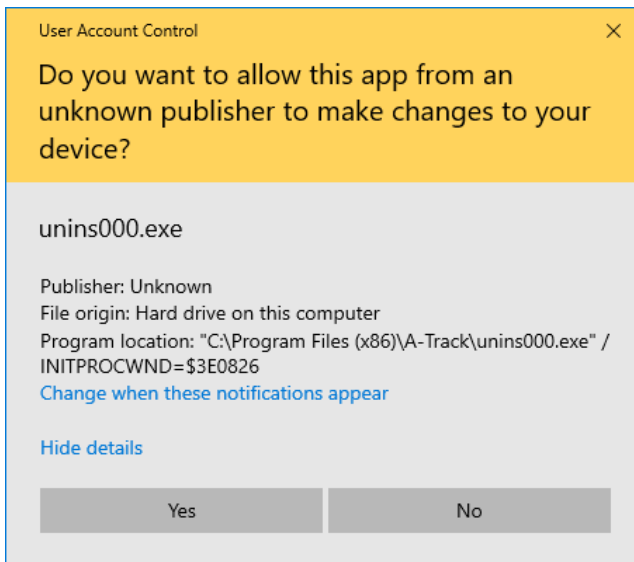 User Account Control
Do you want to allow this app from an
unknown publisher to make changes to your
device?
unins000.exe
Publisher: Unknown
File origin: Hard drive on this computer
Program location: "C:\Program Files (x86)\A-Track\unins000.exe" /
INITPROCWND=$3E0826
Change when these notifications appear
Hide details
Yes
No